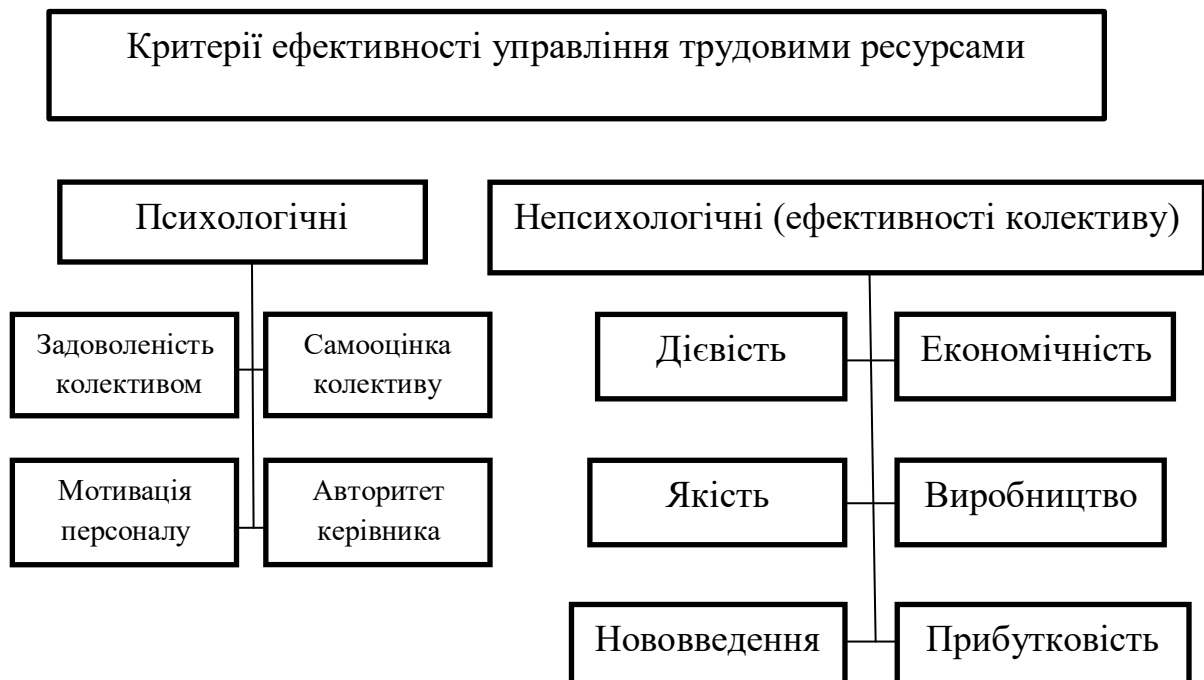 Критерії ефективності управління трудовими ресурсами
Психологічні
Непсихологічні (ефективності колективу)
Задоволеність
колективом
Самооцінка
колективу
Мотивація
персоналу
Авторитет
керівника
Дієвість
Економічність
Якість
Виробництво
Нововведення
Прибутковість